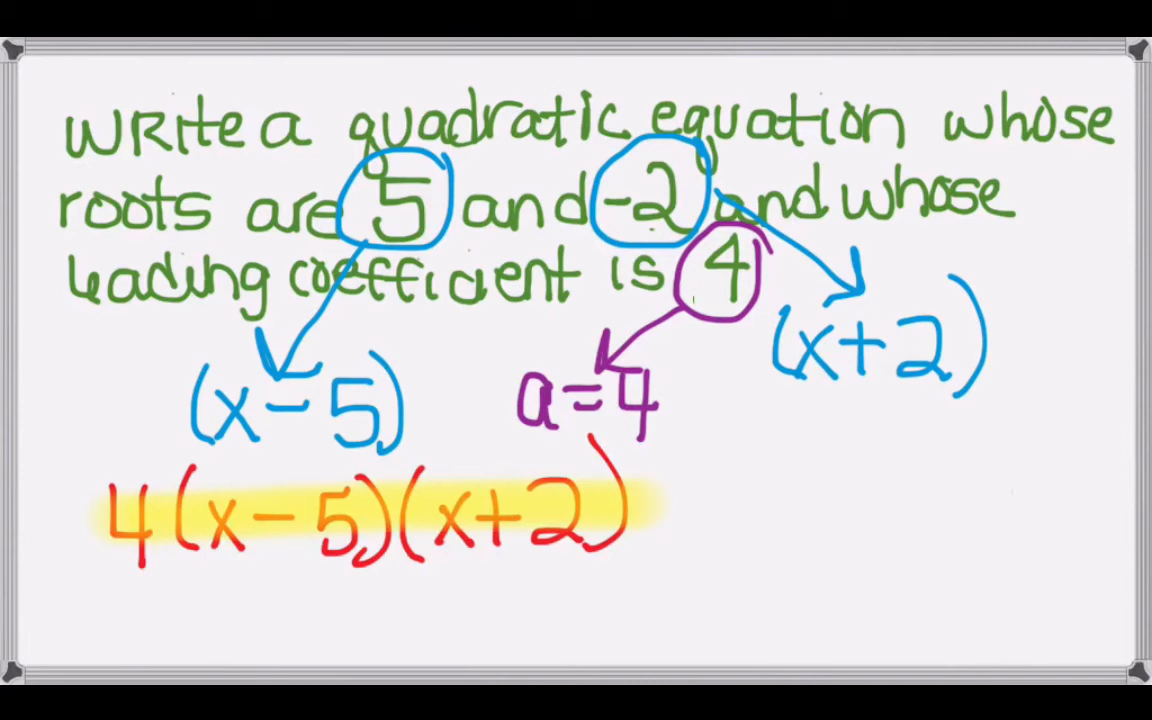 Write a quadratic equation whose
roots are 5 and -2 and whose
leading coefficient is 4
(x+2)
(x-5)
a=4
4(x-5)(x+2)